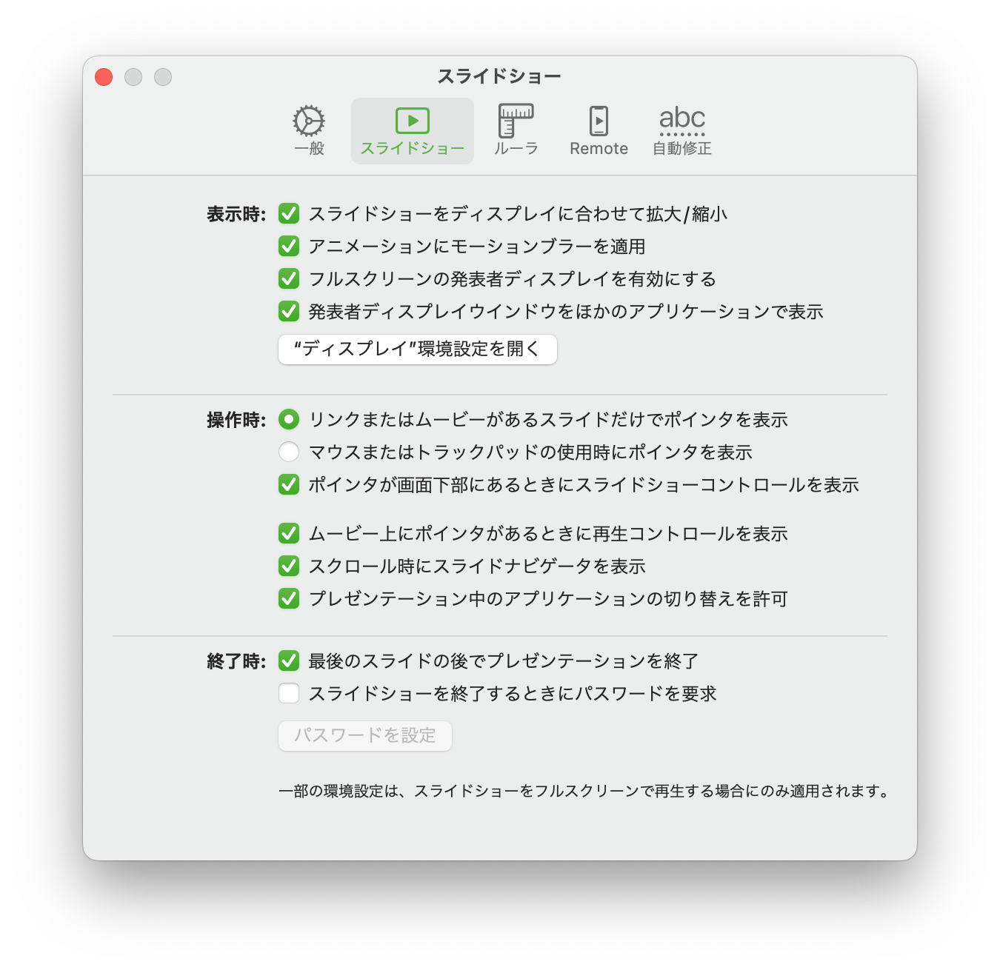 スライドショー
一般
スライドショー
ルーラ
Remote
abc
自動修正
表示時: スライドショーをディスプレイに合わせて拡大/縮小
アニメーションにモーションブラーを適用
フルスクリーンの発表者ディスプレイを有効にする
発表者ディスプレイウインドウをほかのアプリケーションで表示
“ディスプレイ”環境設定を開く
操作時: リンクまたはムービーがあるスライドだけでポインタを表示
マウスまたはトラックパッドの使用時にポインタを表示
ポインタが画面下部にあるときにスライドショーコントロールを表示
ムービー上にポインタがあるときに再生コントロールを表示
スクロール時にスライドナビゲータを表示
プレゼンテーション中のアプリケーションの切り替えを許可
終了時: 最後のスライドの後でプレゼンテーションを終了
スライドショーを終了するときにパスワードを要求
パスワードを設定
一部の環境設定は、スライドショーをフルスクリーンで再生する場合にのみ適用されます。